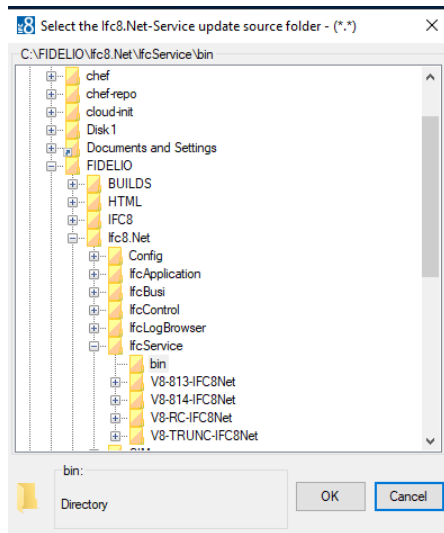 Select the Ifc8.Net-Service update source folder - (*.*)
C:\FIDELIO\Ifc8.Net\IfcService\bin
chef
chef-repo
cloud-init
Disk1
Documents and Settings
FIDELIO
BUILDS
HTML
IFC8
Ifc8.Net
Config
IfcApplication
IfcBusi
IfcControl
IfcLogBrowser
IfcService
bin
V8-813-IFC8Net
V8-814-IFC8Net
V8-RC-IFC8Net
V8-TRUNC-IFC8Net
bin:
Directory
OK
Cancel